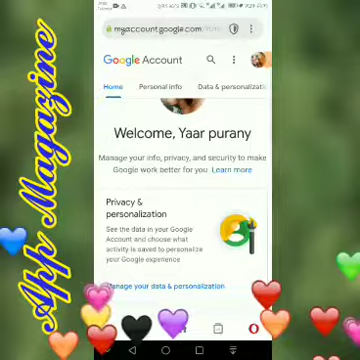 App Magazine
myaccount.google.com
Google Account
Home Personal info Data & personalizatio
Welcome, Yaar purany
Manage your info, privacy, and security to make
Google work better for you. Learn more
Privacy &
personalization
See the data in your Google
Account and choose what
activity is saved to personalize
your Google experience
Manage your data & personalization